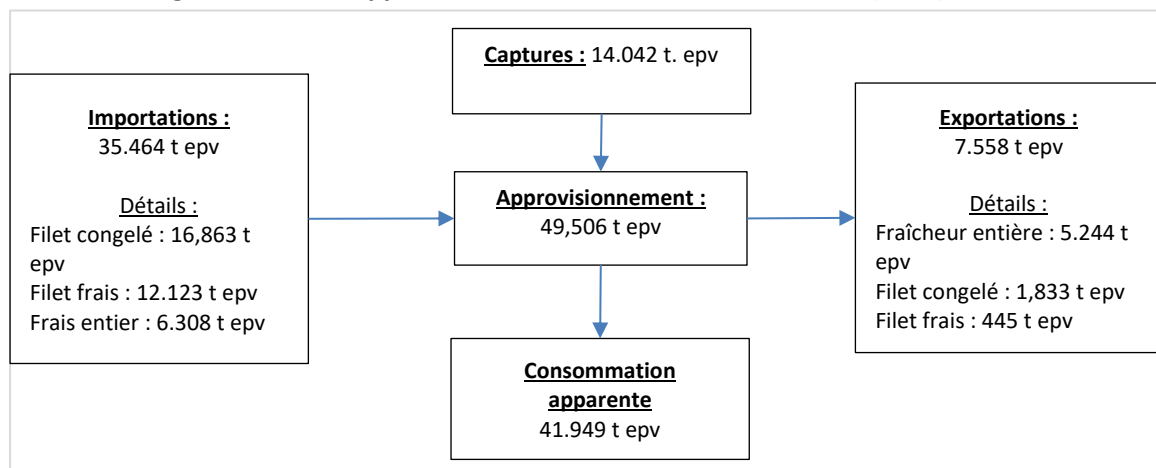 Captures : 14.042 t. epv
Importations :
35.464 t epv
Détails :
Filet congelé : 16,863 t
epv
Filet frais : 12.123 t epv
Frais entier : 6.308 t epv
Approvisionnement :
49,506 t epv
Exportations :
7.558 t epv
Détails :
Fraîcheur entière : 5.244 t
epv
Filet congelé : 1,833 t epv
Filet frais : 445 t epv
Consommation
apparente
41.949 t epv